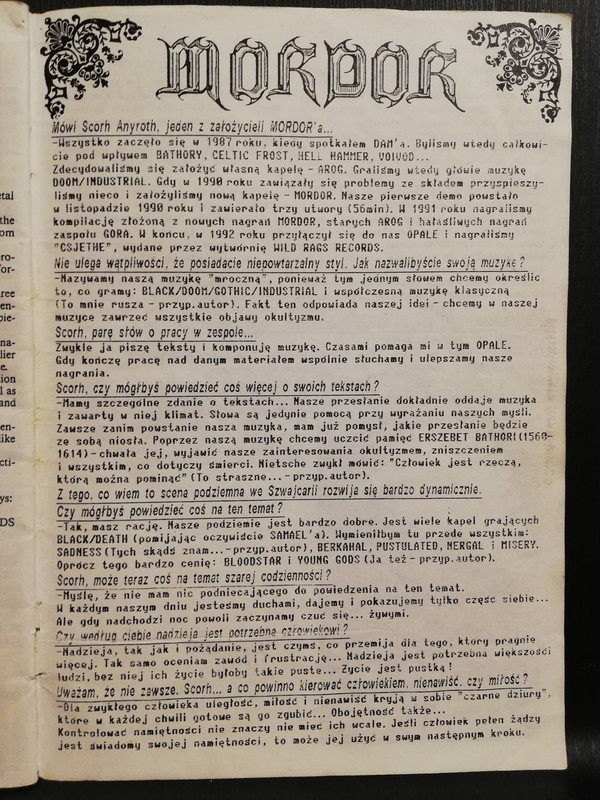 MORDOR
Mówi Scorh Anyroth, jeden z założycieli MORDOR'a...
-Wszystko zaczęło się w 1987 roku, kiedy spotkałem DAM'a. Byliśmy wtedy całkowi-
cie pod wpływem BATHORY, CELTIC FROST, HELL HAMMER, VOIVOD...
Zdecydowaliśmy się założyć własną kapelę - AROG. Graliśmy wtedy głównie muzykę
DOOM/INDUSTRIAL. Gdy w 1990 roku zawiązały się problemy ze składem przyspieszy-
liśmy nieco i założyliśmy nową kapelę - MORDOR. Nasze pierwsze demo powstało
w listopadzie 1990 roku i zawierało trzy utwory (56min). W 1991 roku nagraliśmy
kompilację złożoną z nowych nagrań MORDOR, starych AROG i hałaśliwych nagrań
zespołu GORA. W końcu, w 1992 roku przyłączył się do nas OPALE i nagraliśmy
"CSJETHE", wydane przez wytwórnię WILD RAGS RECORDS.
Nie ulega wątpliwości, że posiadacie niepowtarzalny styl. Jak nazwalibyście swoją muzykę?
-Nazywamy naszą muzykę "mroczną", ponieważ tym jednym słowem chcemy określić
to, co gramy: BLACK/DOOM/GOTHIC/INDUSTRIAL i współczesną muzykę klasyczną
(To mnie rusza - przyp.autor). Fakt ten odpowiada naszej idei - chcemy w naszej
muzyce zawrzeć wszystkie objawy okultyzmu.
Scorh, parę słów o pracy w zespole...
Zwykle ja piszę teksty i komponuję muzykę. Czasami pomaga mi w tym OPALE.
Gdy kończę pracę nad danym materiałem wspólnie słuchamy i ulepszamy nasze
nagrania.
Scorh, czy mógłbyś powiedzieć coś więcej o swoich tekstach?
-Mamy szczególne zdanie o tekstach... Nasze przesłanie dokładnie oddaje muzyka
i zawarty w niej klimat. Słowa są jedynie pomocą przy wyrażaniu naszych myśli.
Zawsze zanim powstanie nasza muzyka, mam już pomysł, jakie przesłanie będzie
ze sobą niosła. Poprzez naszą muzykę chcemy uczcić pamięć ERSZEBET BATHORI(1560-
1614)-chwała jej, wyjawić nasze zainteresowania okultyzmem, zniszczeniem
i wszystkim, co dotyczy śmierci. Nietsche zwykł mówić: "Człowiek jest rzeczą,
którą można pominąć" (To straszne...-przyp.autor).
Z tego, co wiem to scena podziemna we Szwajcarii rozwija się bardzo dynamicznie.
Czy mógłbyś powiedzieć coś na ten temat?
-Tak, masz rację. Nasze podziemie jest bardzo dobre. Jest wiele kapel grających
BLACK/DEATH (pomijając oczywiście SAMAEL'a). Wymieniłbym tu przede wszystkim:
SADNESS(Tych skądś znam...-przyp.autor), BERKAHAL, PUSTULATED, NERGAL i MISERY.
Oprócz tego bardzo cenię: BLOODSTAR i YOUNG GODS(Ja też - przyp.autor).
Scorh, może teraz coś na temat szarej codzienności?
-Myślę, że nie mam nic podniecającego do powiedzenia na ten temat.
W każdym naszym dniu jesteśmy duchami, dajemy i pokazujemy tylko część siebie...
Ale gdy nadchodzi noc powoli zaczynamy czuć się... żywymi.
Czy według ciebie nadzieja jest potrzebna człowiekowi?
-Nadzieja, tak jak i pożądanie, jest czymś, co przemija dla tego, który pragnie
więcej. Tak samo oceniam zawód i frustrację... Nadzieja jest potrzebna większości
ludzi, bez niej ich życie byłoby takie puste... Życie jest pustką!
Uważam, że nie zawsze. Scorh... a co powinno kierować człowiekiem, nienawiść, czy miłość?
-Dla zwykłego człowieka uległość, miłość i nienawiść kryją w sobie "czarne dziury",
które w każdej chwili gotowe są go zgubić... Obojętność także...
Kontrolować namiętności nie znaczy nie mieć ich wcale. Jeśli człowiek pełen żądzy
jest świadomy swojej namiętności, to może jej użyć w swym następnym kroku.